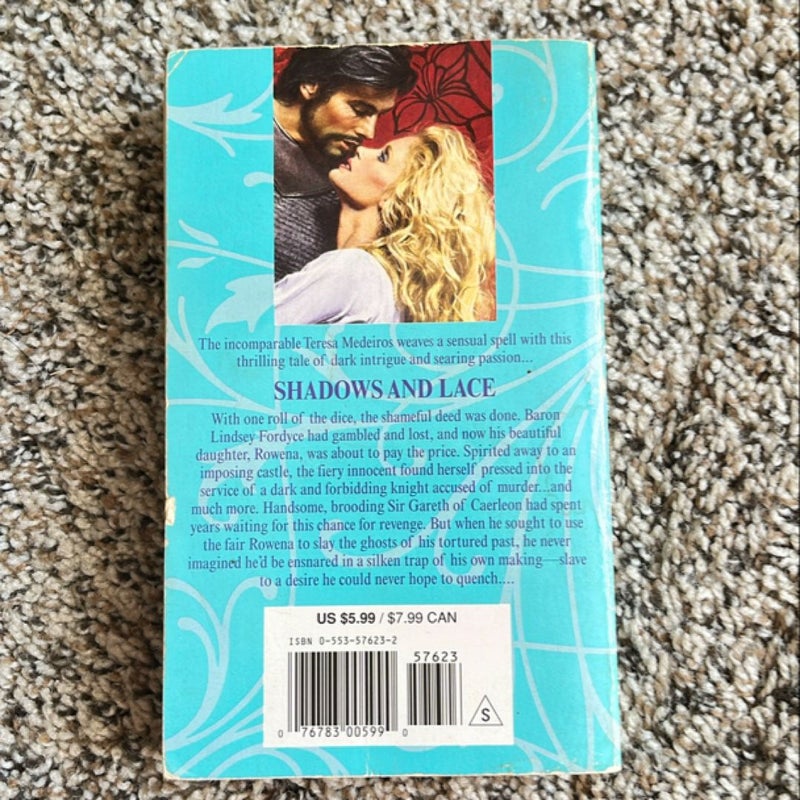 The incomparable Teresa Medeiros weaves a sensual spell with this
thrilling tale of dark intrigue and searing passion...
SHADOWS AND LACE
With one roll of the dice, the shameful deed was done. Baron
Lindsey Fordyce had gambled and lost, and now his beautiful
daughter, Rowena, was about to pay the price. Spirited away to an
imposing castle, the fiery innocent found herself pressed into the
service of a dark and forbidding knight accused of murder...and
much more. Handsome, brooding Sir Gareth of Caerleon had spent
years waiting for this chance for revenge. But when he sought to use
the fair Rowena to slay the ghosts of his tortured past, he never
imagined he'd be ensnared in a silken trap of his own making—slave
to a desire he could never hope to quench....
US $5.99 / $7.99 CAN
ISBN 0-553-57623-2
57623
0 76783 00599 0
S